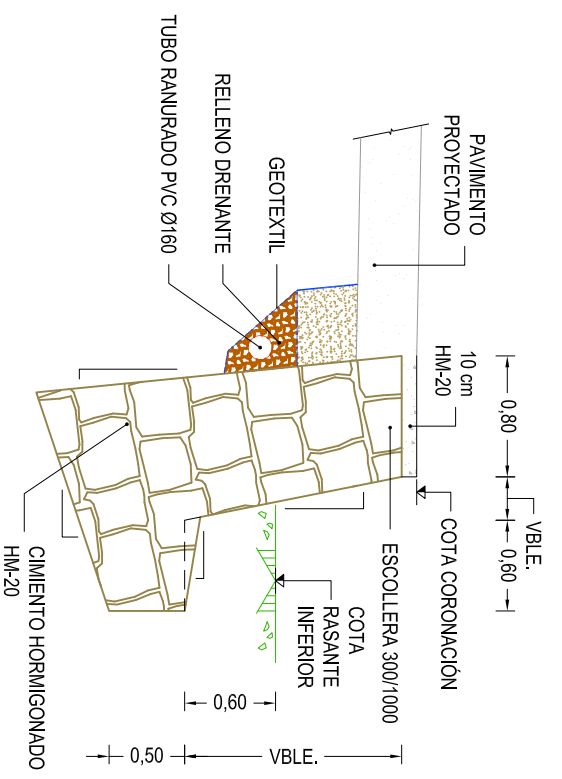 VBLE.
0,80
0,60
10 cm
HM-20
COTA CORONACIÓN
PAVIMENTO
PROYECTADO
ESCOLLERA 300/1000
GEOTEXTIL
RELLENO DRENANTE
TUBO RANURADO PVC Ø160
COTA
RASANTE
INFERIOR
0,60
VBLE.
0,50
CIMIENTO HORMIGONADO
HM-20